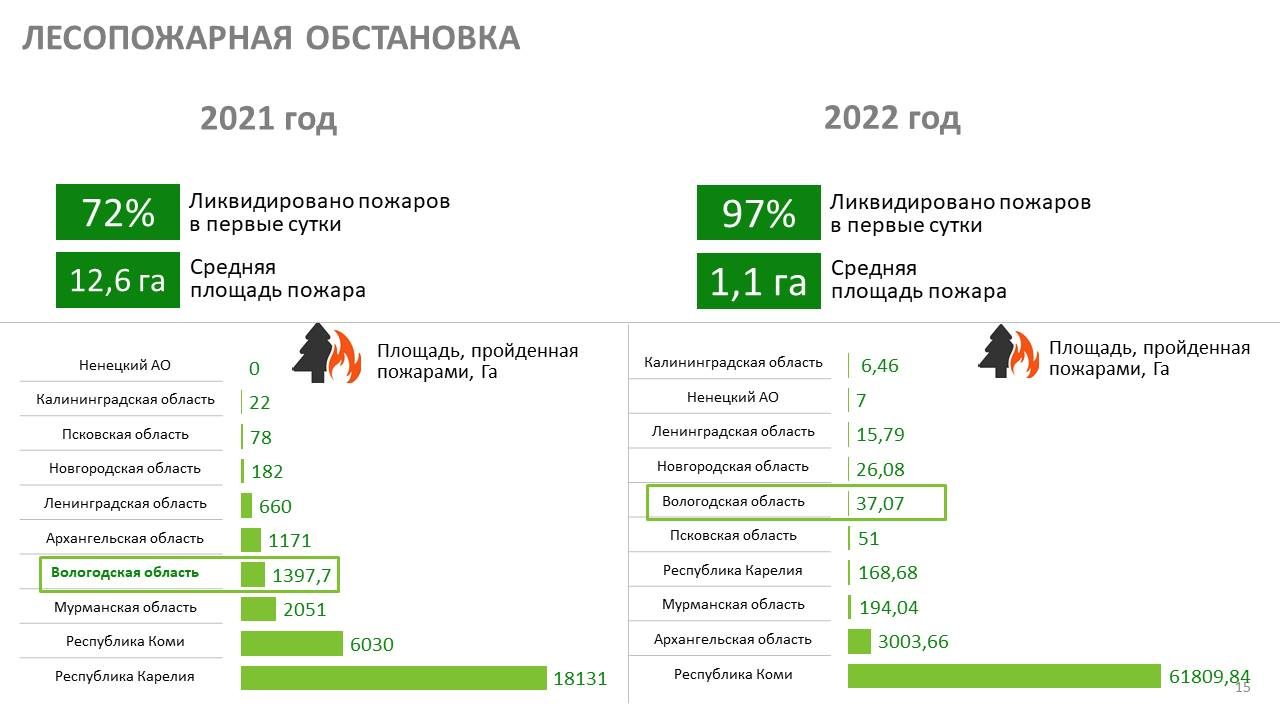 ЛЕСОПОЖАРНАЯ ОБСТАНОВКА
2021 год
72%
Ликвидировано пожаров
в первые сутки
12,6 га
Средняя
площадь пожара
Площадь, пройденная
пожарами, Га
Ненецкий АО 0
Калининградская область 22
Псковская область 78
Новгородская область 182
Ленинградская область 660
Архангельская область 1171
Вологодская область 1397,7
Мурманская область 2051
Республика Коми 6030
Республика Карелия 18131
2022 год
97%
Ликвидировано пожаров
в первые сутки
1,1 га
Средняя
площадь пожара
Площадь, пройденная
пожарами, Га
Калининградская область 6,46
Ненецкий АО 7
Ленинградская область 15,79
Новгородская область 26,08
Вологодская область 37,07
Псковская область 51
Республика Карелия 168,68
Мурманская область 194,04
Архангельская область 3003,66
Республика Коми 61809,84
15